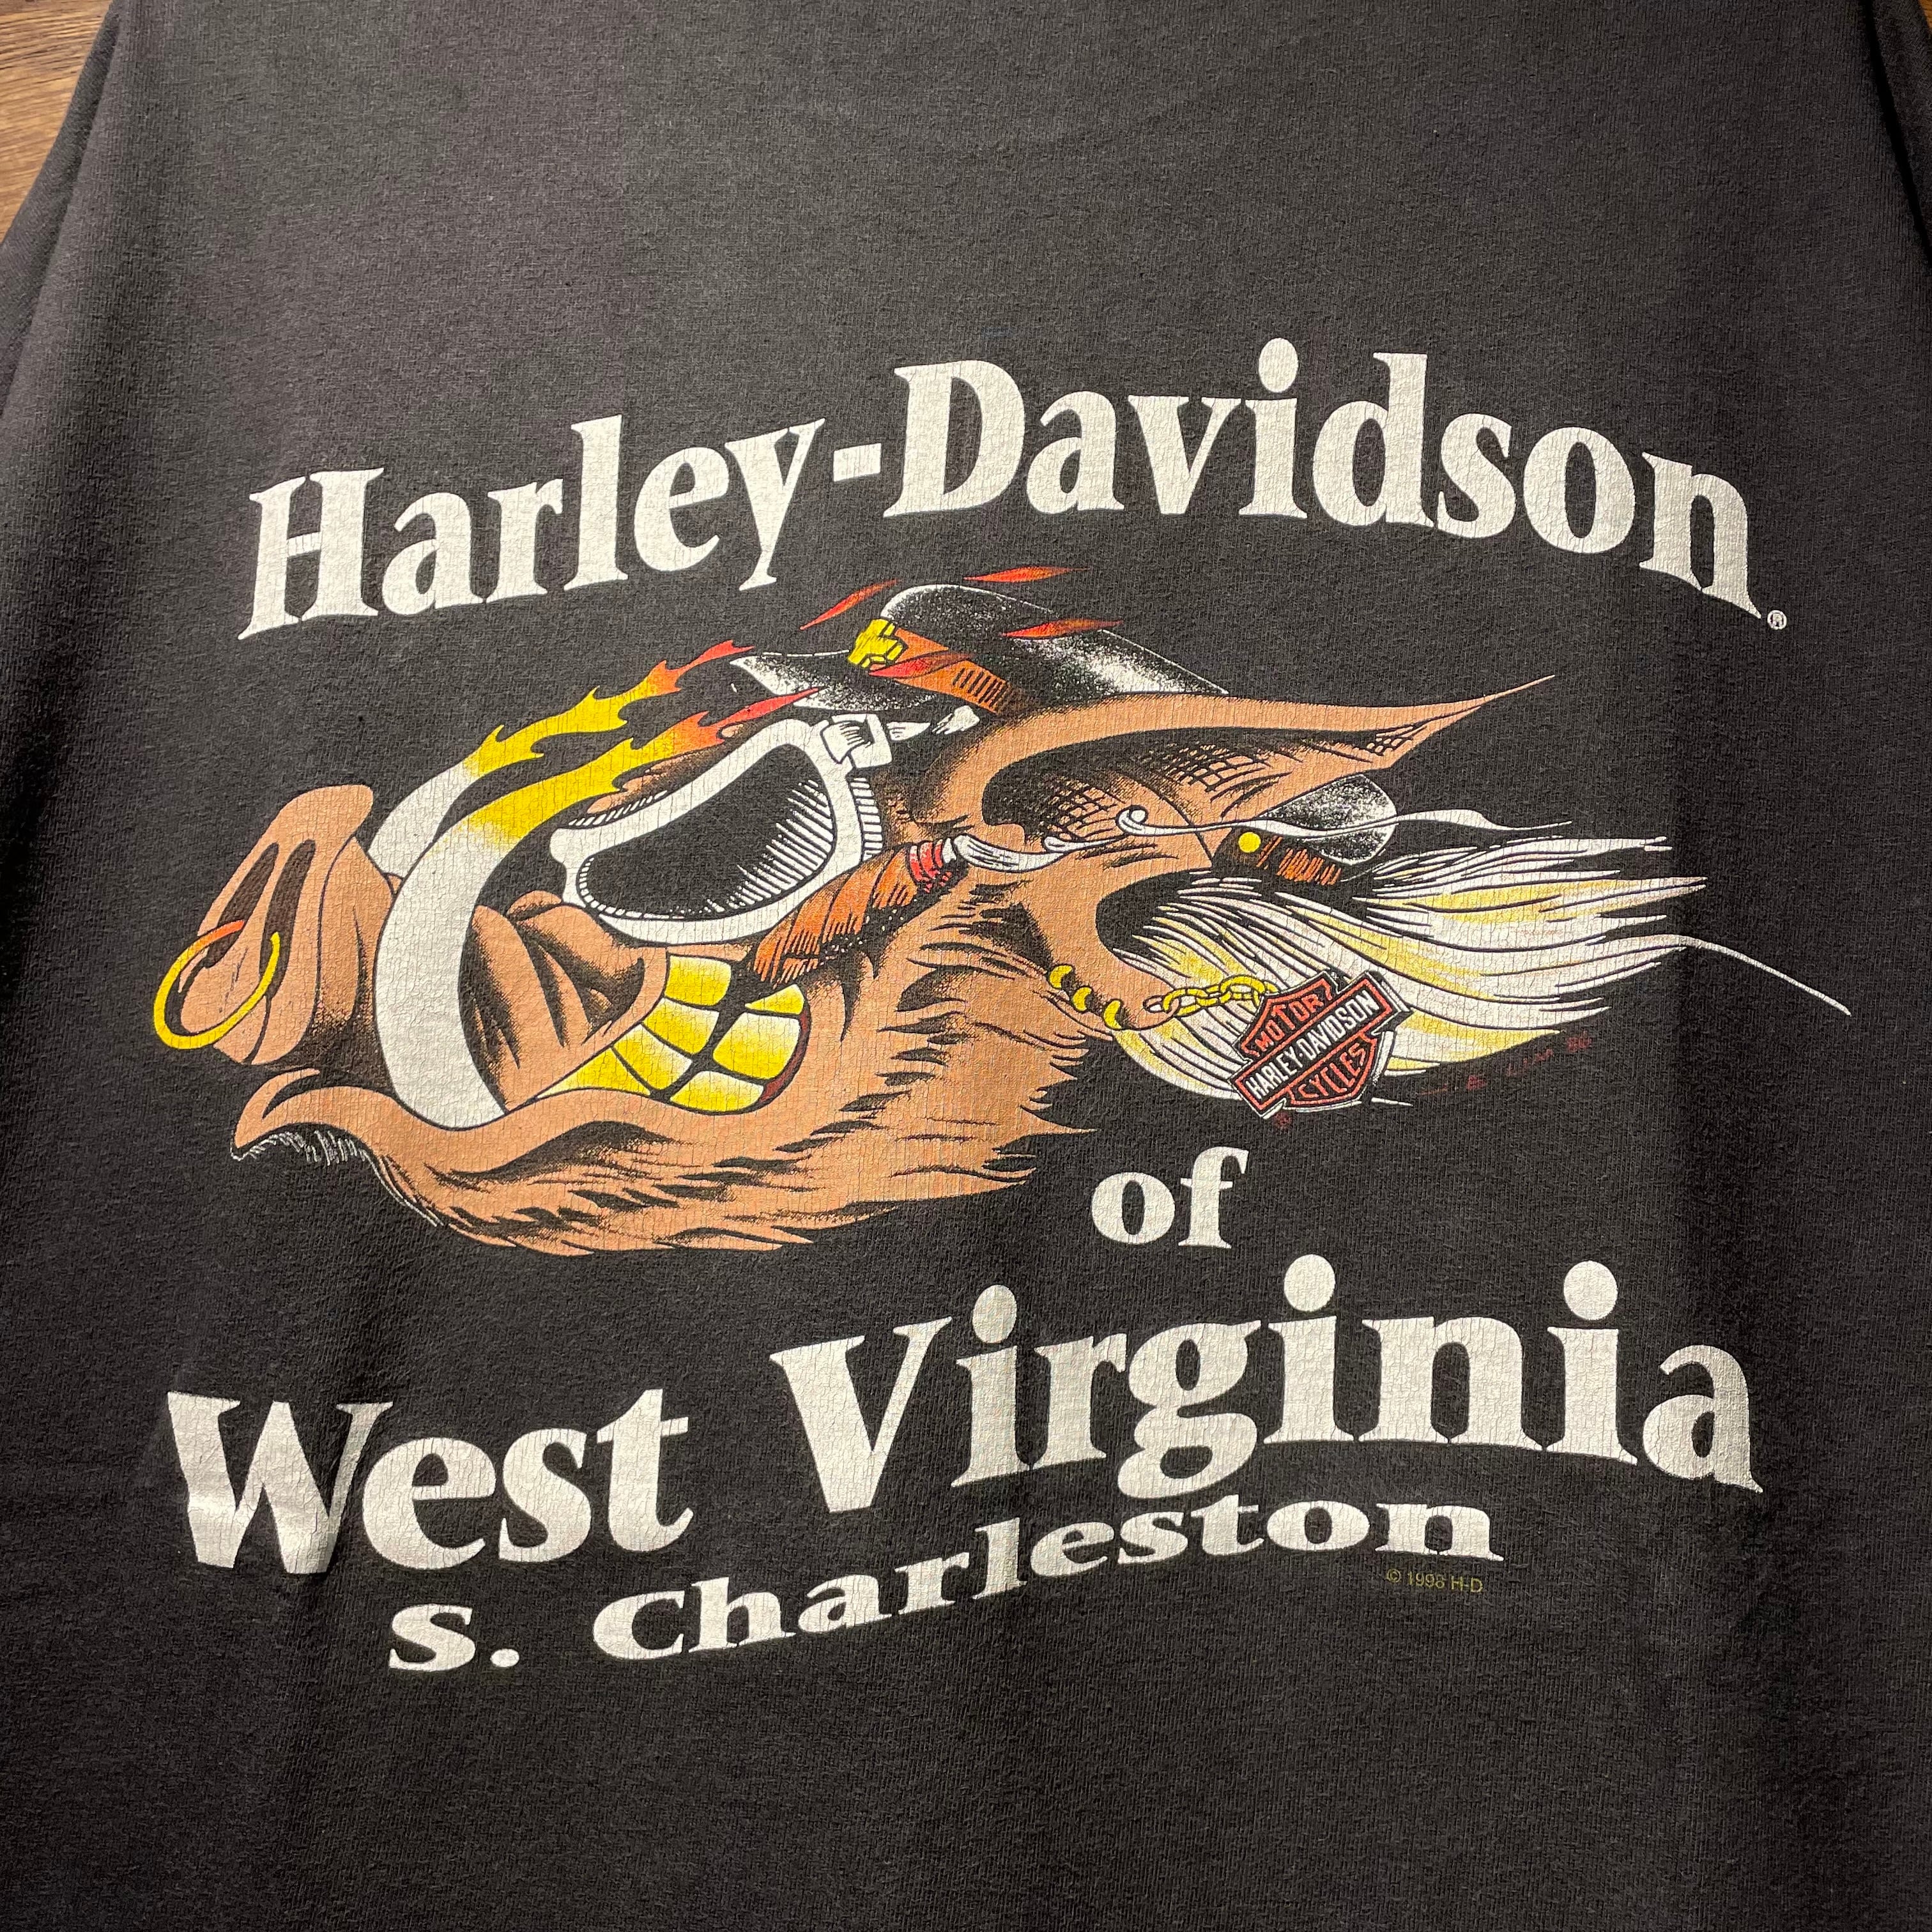 Harley-Davidson®
MOTOR
HARLEY-DAVIDSON
CYCLES
®
of
West Virginia
S. Charleston
© 1998 H-D